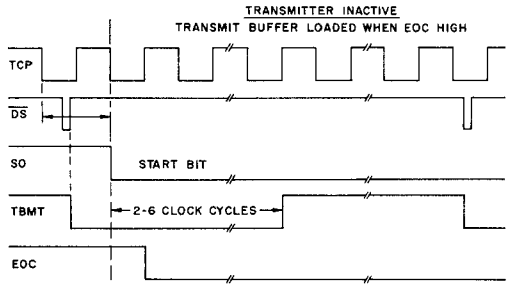 TRANSMITTER INACTIVE
TRANSMIT BUFFER LOADED WHEN EOC HIGH
TCP
DS
SO
START BIT
TBMT
2-6 CLOCK CYCLES
EOC